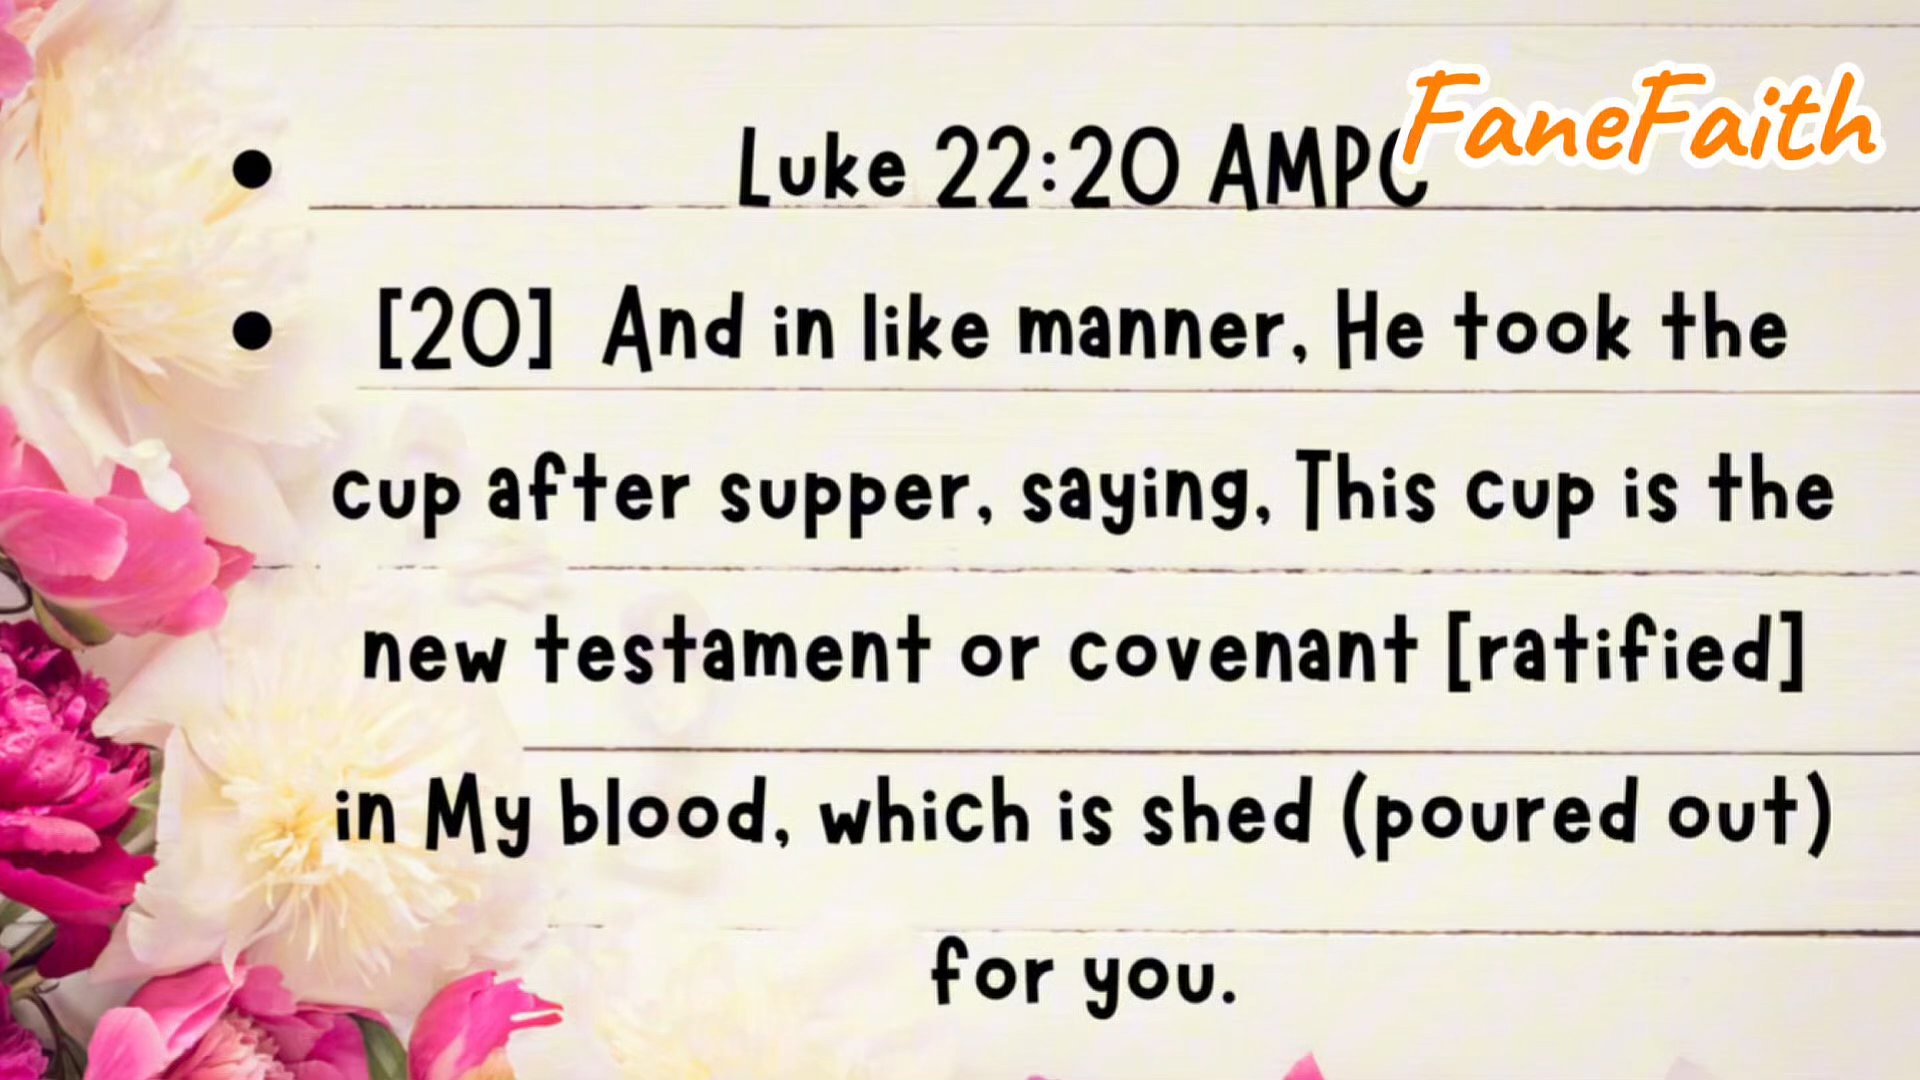 FaneFaith
• Luke 22:20 AMPC
• [20] And in like manner, He took the
cup after supper, saying, This cup is the
new testament or covenant [ratified]
in My blood, which is shed (poured out)
for you.